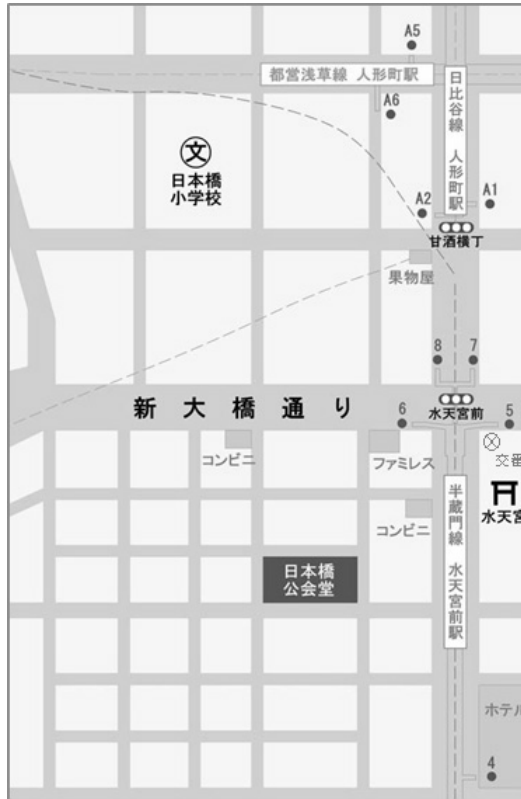 A5
都営浅草線 人形町駅
日比谷線 人形町駅
A6
文
日本橋
小学校
A2
A1
甘酒横丁
果物屋
8
7
新大橋通り
水天宮前
6
5
コンビニ
ファミレス
交番
水天宮
コンビニ
半蔵門線 水天宮前駅
日本橋
公会堂
ホテル
4